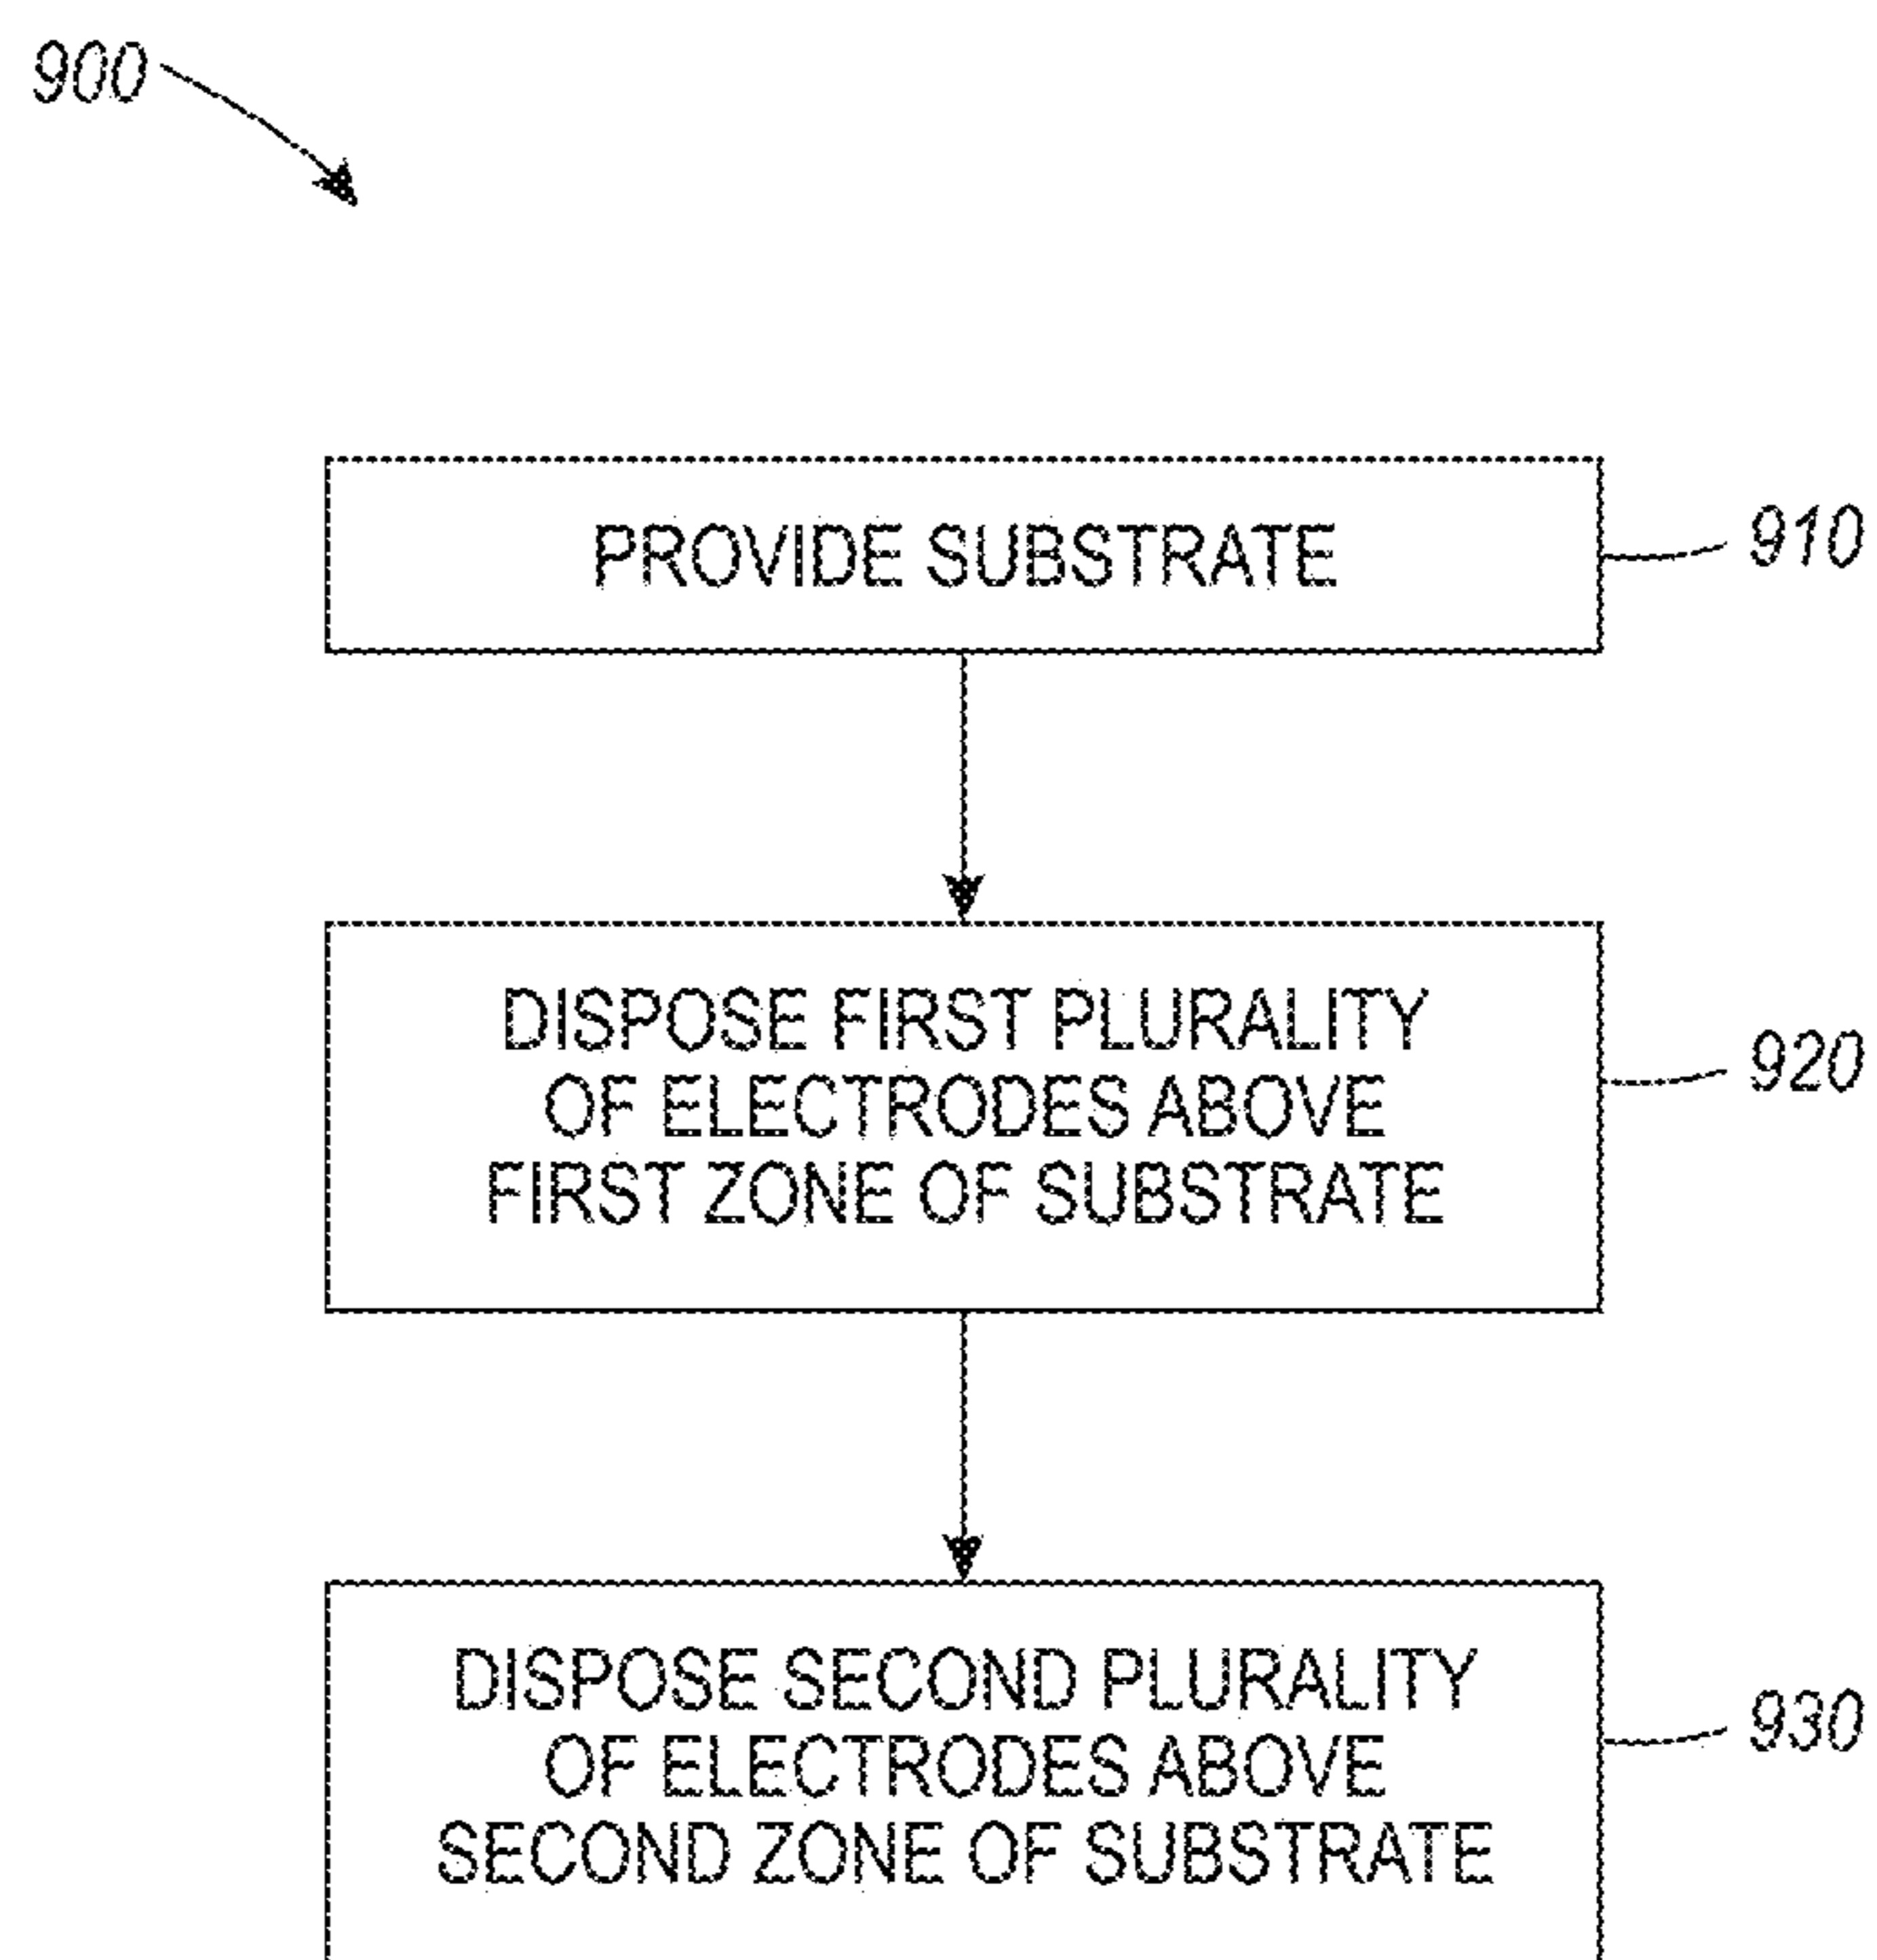 900
PROVIDE SUBSTRATE
910
DISPOSE FIRST PLURALITY
OF ELECTRODES ABOVE
FIRST ZONE OF SUBSTRATE
920
DISPOSE SECOND PLURALITY
OF ELECTRODES ABOVE
SECOND ZONE OF SUBSTRATE
930